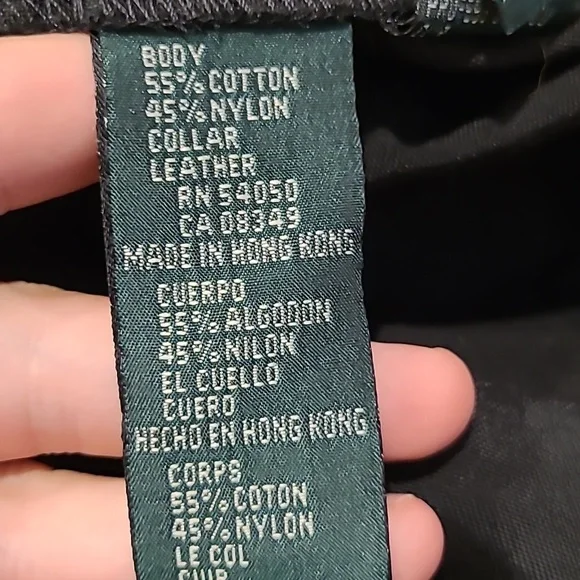 BODY
55% COTTON
45% NYLON
COLLAR
LEATHER
RN 54050
CA 08349
MADE IN HONG KONG
CUERPO
55% ALGODON
45% NILON
EL CUELLO
CUERO
HECHO EN HONG KONG
CORPS
55% COTON
45% NYLON
LE COL
CUIR